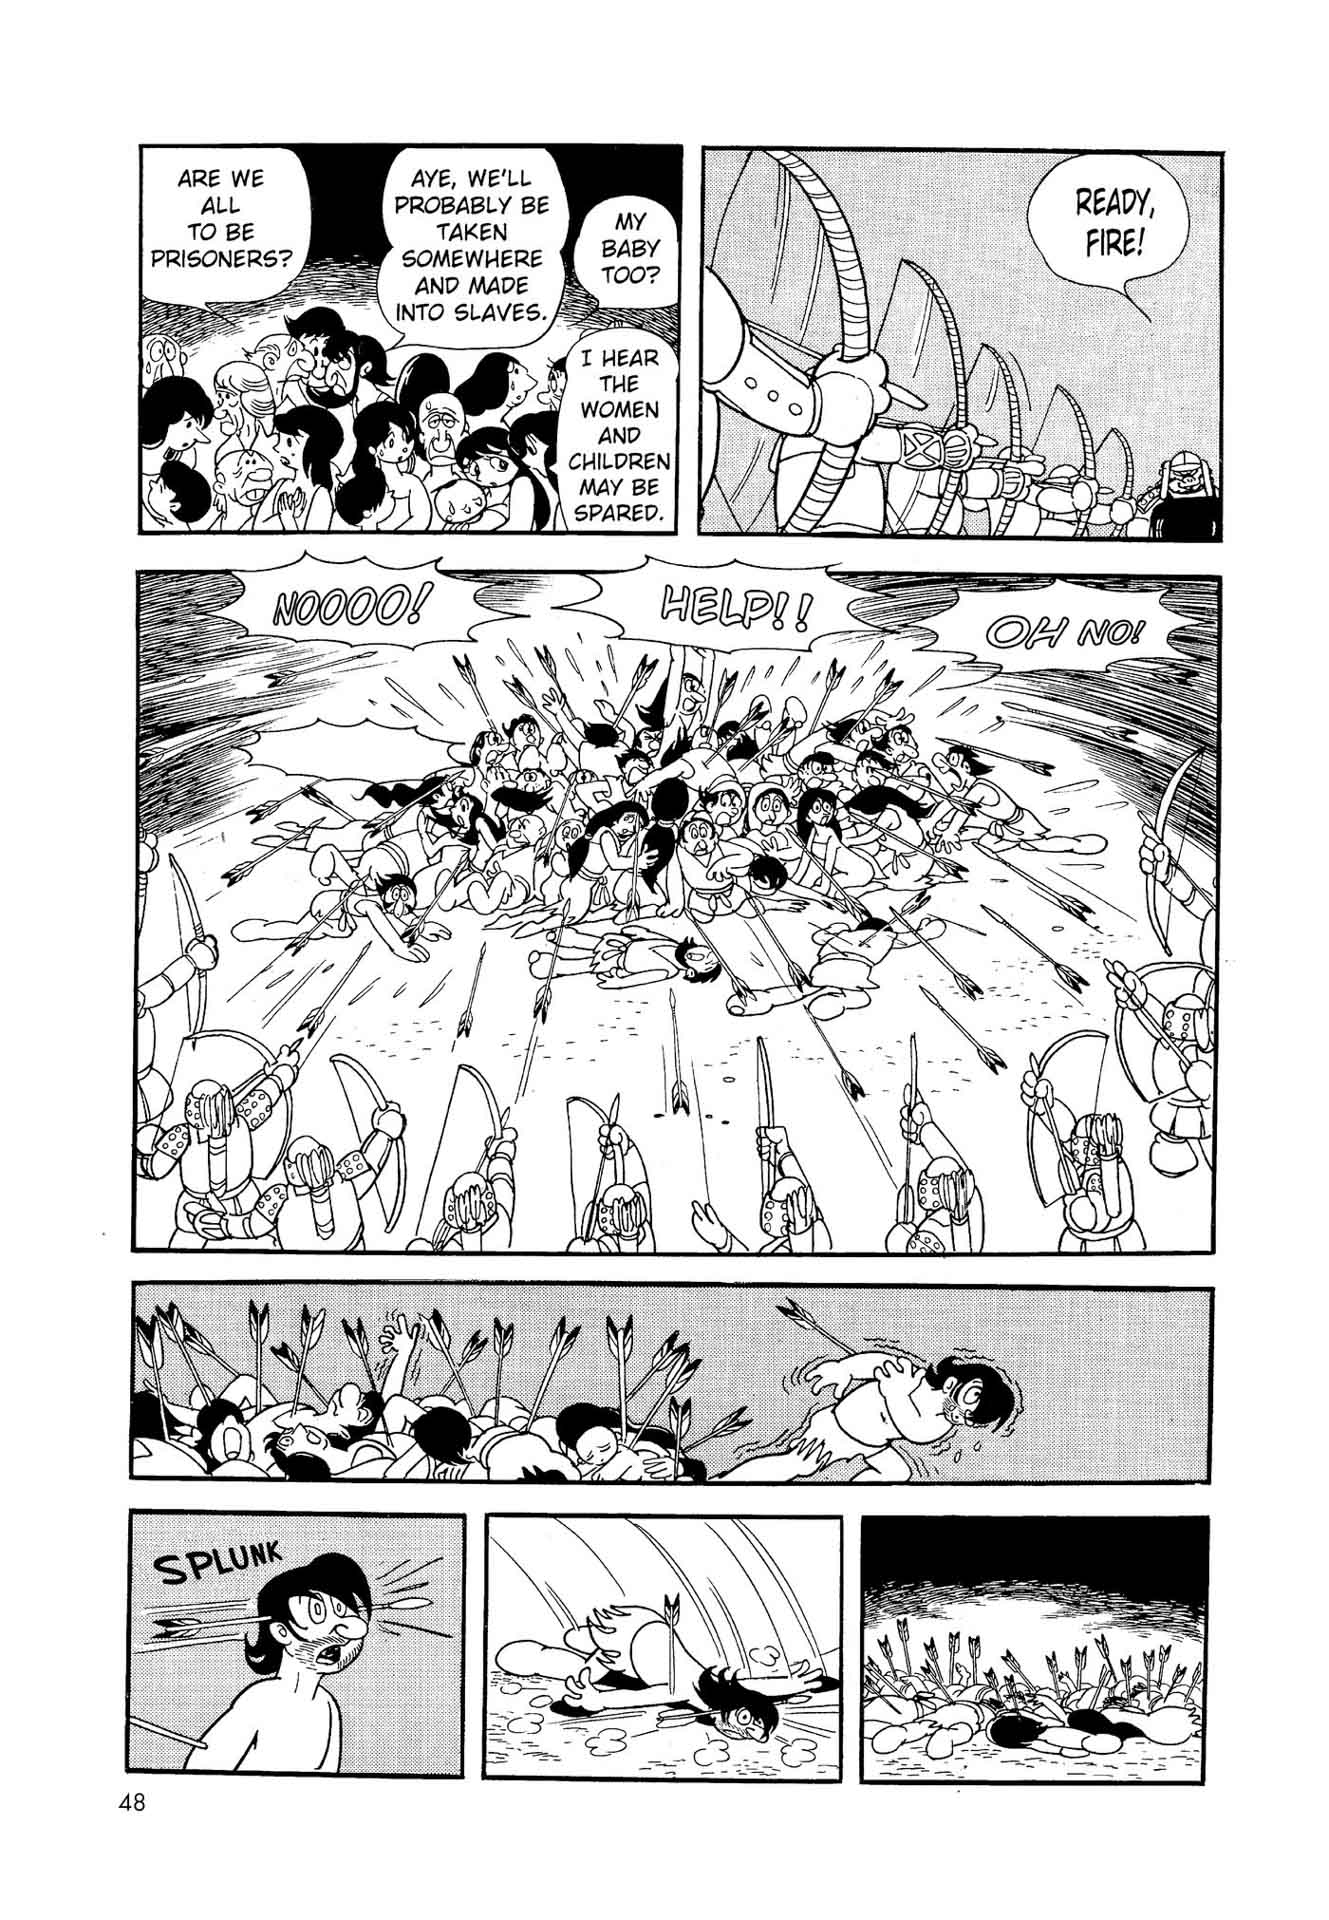 ARE WE
ALL
TO BE
PRISONERS?
AYE, WE'LL
PROBABLY BE
TAKEN
SOMEWHERE
AND MADE
INTO SLAVES.
MY
BABY
TOO?
I HEAR
THE
WOMEN
AND
CHILDREN
MAY BE
SPARED.
READY,
FIRE!
NOOOO!
HELP!!
OH NO!
SPLUNK
48